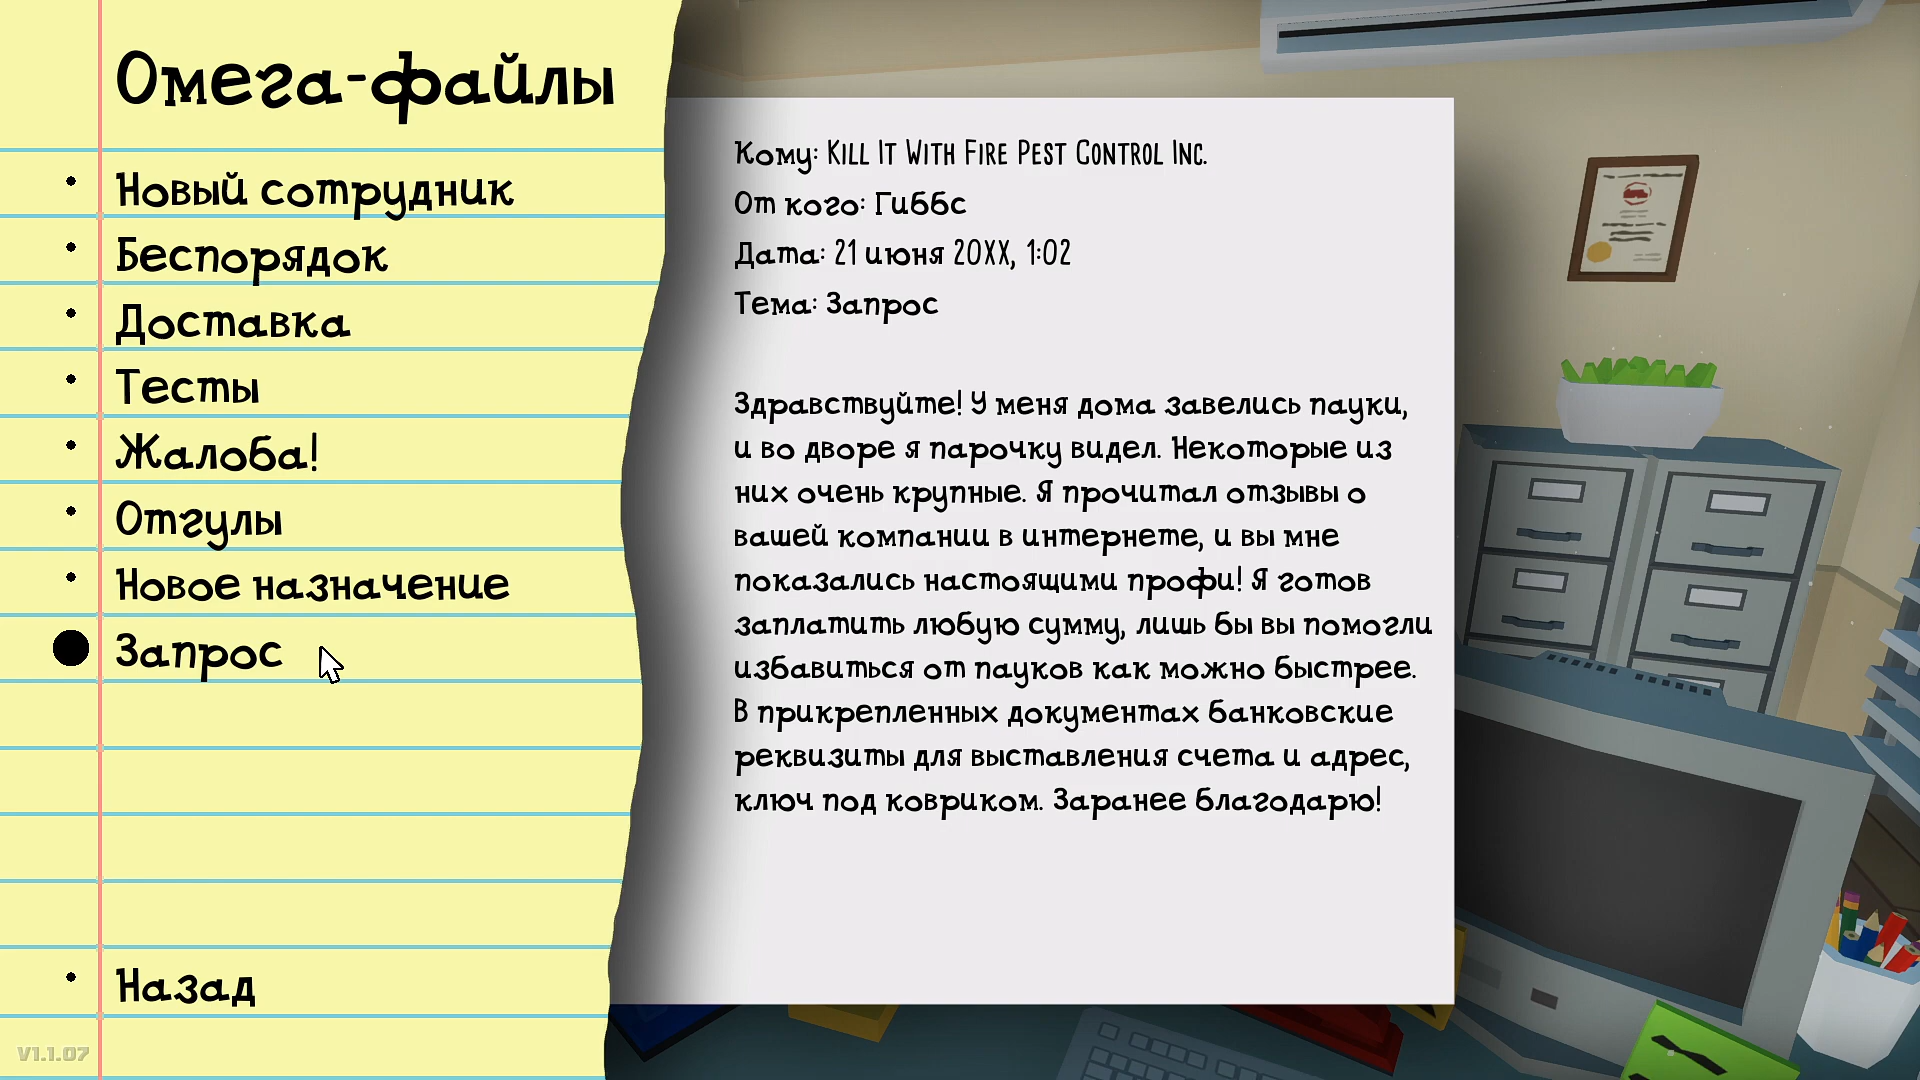 Омега-файлы
Новый сотрудник
Беспорядок
Доставка
Тесты
Жалоба!
Отгулы
Новое назначение
Запрос
Назад
V1.1.07
Кому: Kill It With Fire Pest Control Inc.
От кого: Гиббс
Дата: 21 июня 20XX, 1:02
Тема: Запрос
Здравствуйте! У меня дома завелись пауки,
и во дворе я парочку видел. Некоторые из
них очень крупные. Я прочитал отзывы о
вашей компании в интернете, и вы мне
показались настоящими профи! Я готов
заплатить любую сумму, лишь бы вы помогли
избавиться от пауков как можно быстрее.
В прикрепленных документах банковские
реквизиты для выставления счета и адрес,
ключ под ковриком. Заранее благодарю!